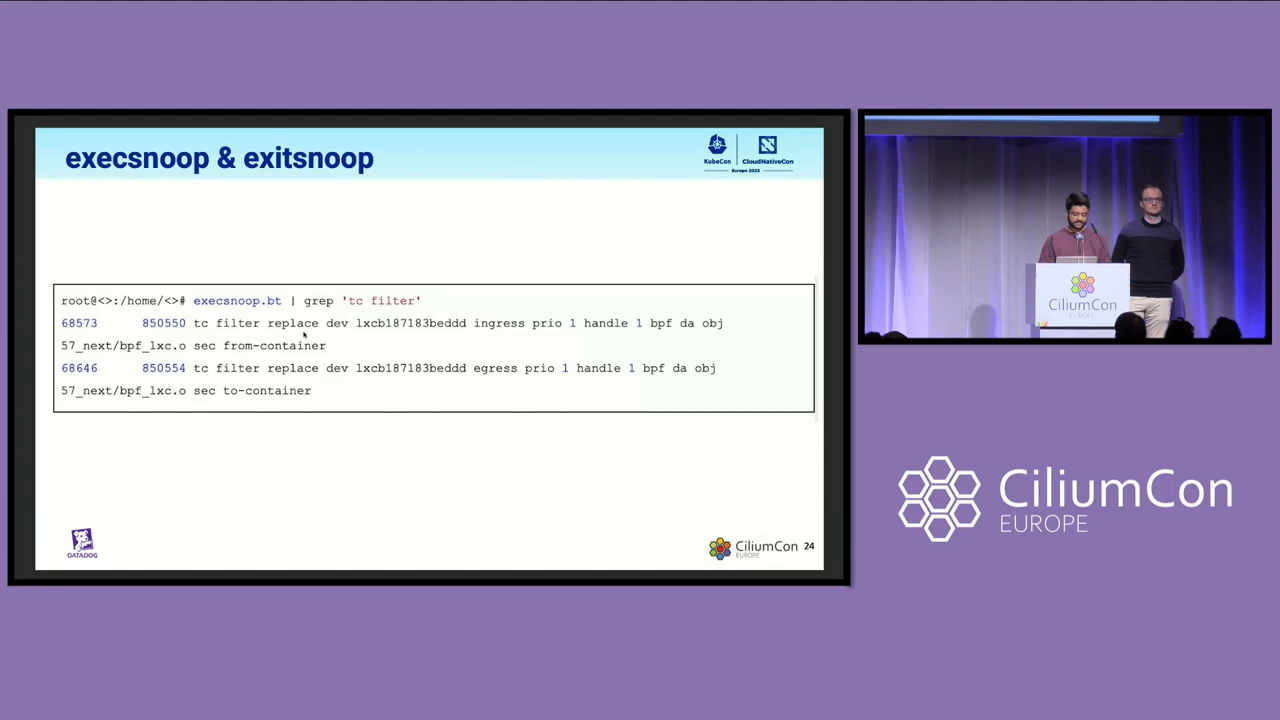 execsnoop & exitsnoop
KubeCon
CloudNativeCon
Europe 2023
root@<>:/home/<># execsnoop.bt | grep 'tc filter'
68573 850550 tc filter replace dev lxcb187183beddd ingress prio 1 handle 1 bpf da obj
57_next/bpf_lxc.o sec from-container
68646 850554 tc filter replace dev lxcb187183beddd egress prio 1 handle 1 bpf da obj
57_next/bpf_lxc.o sec to-container
DATADOG
CiliumCon
EUROPE
24
CiliumCon
EUROPE
CiliumCon
EUROPE